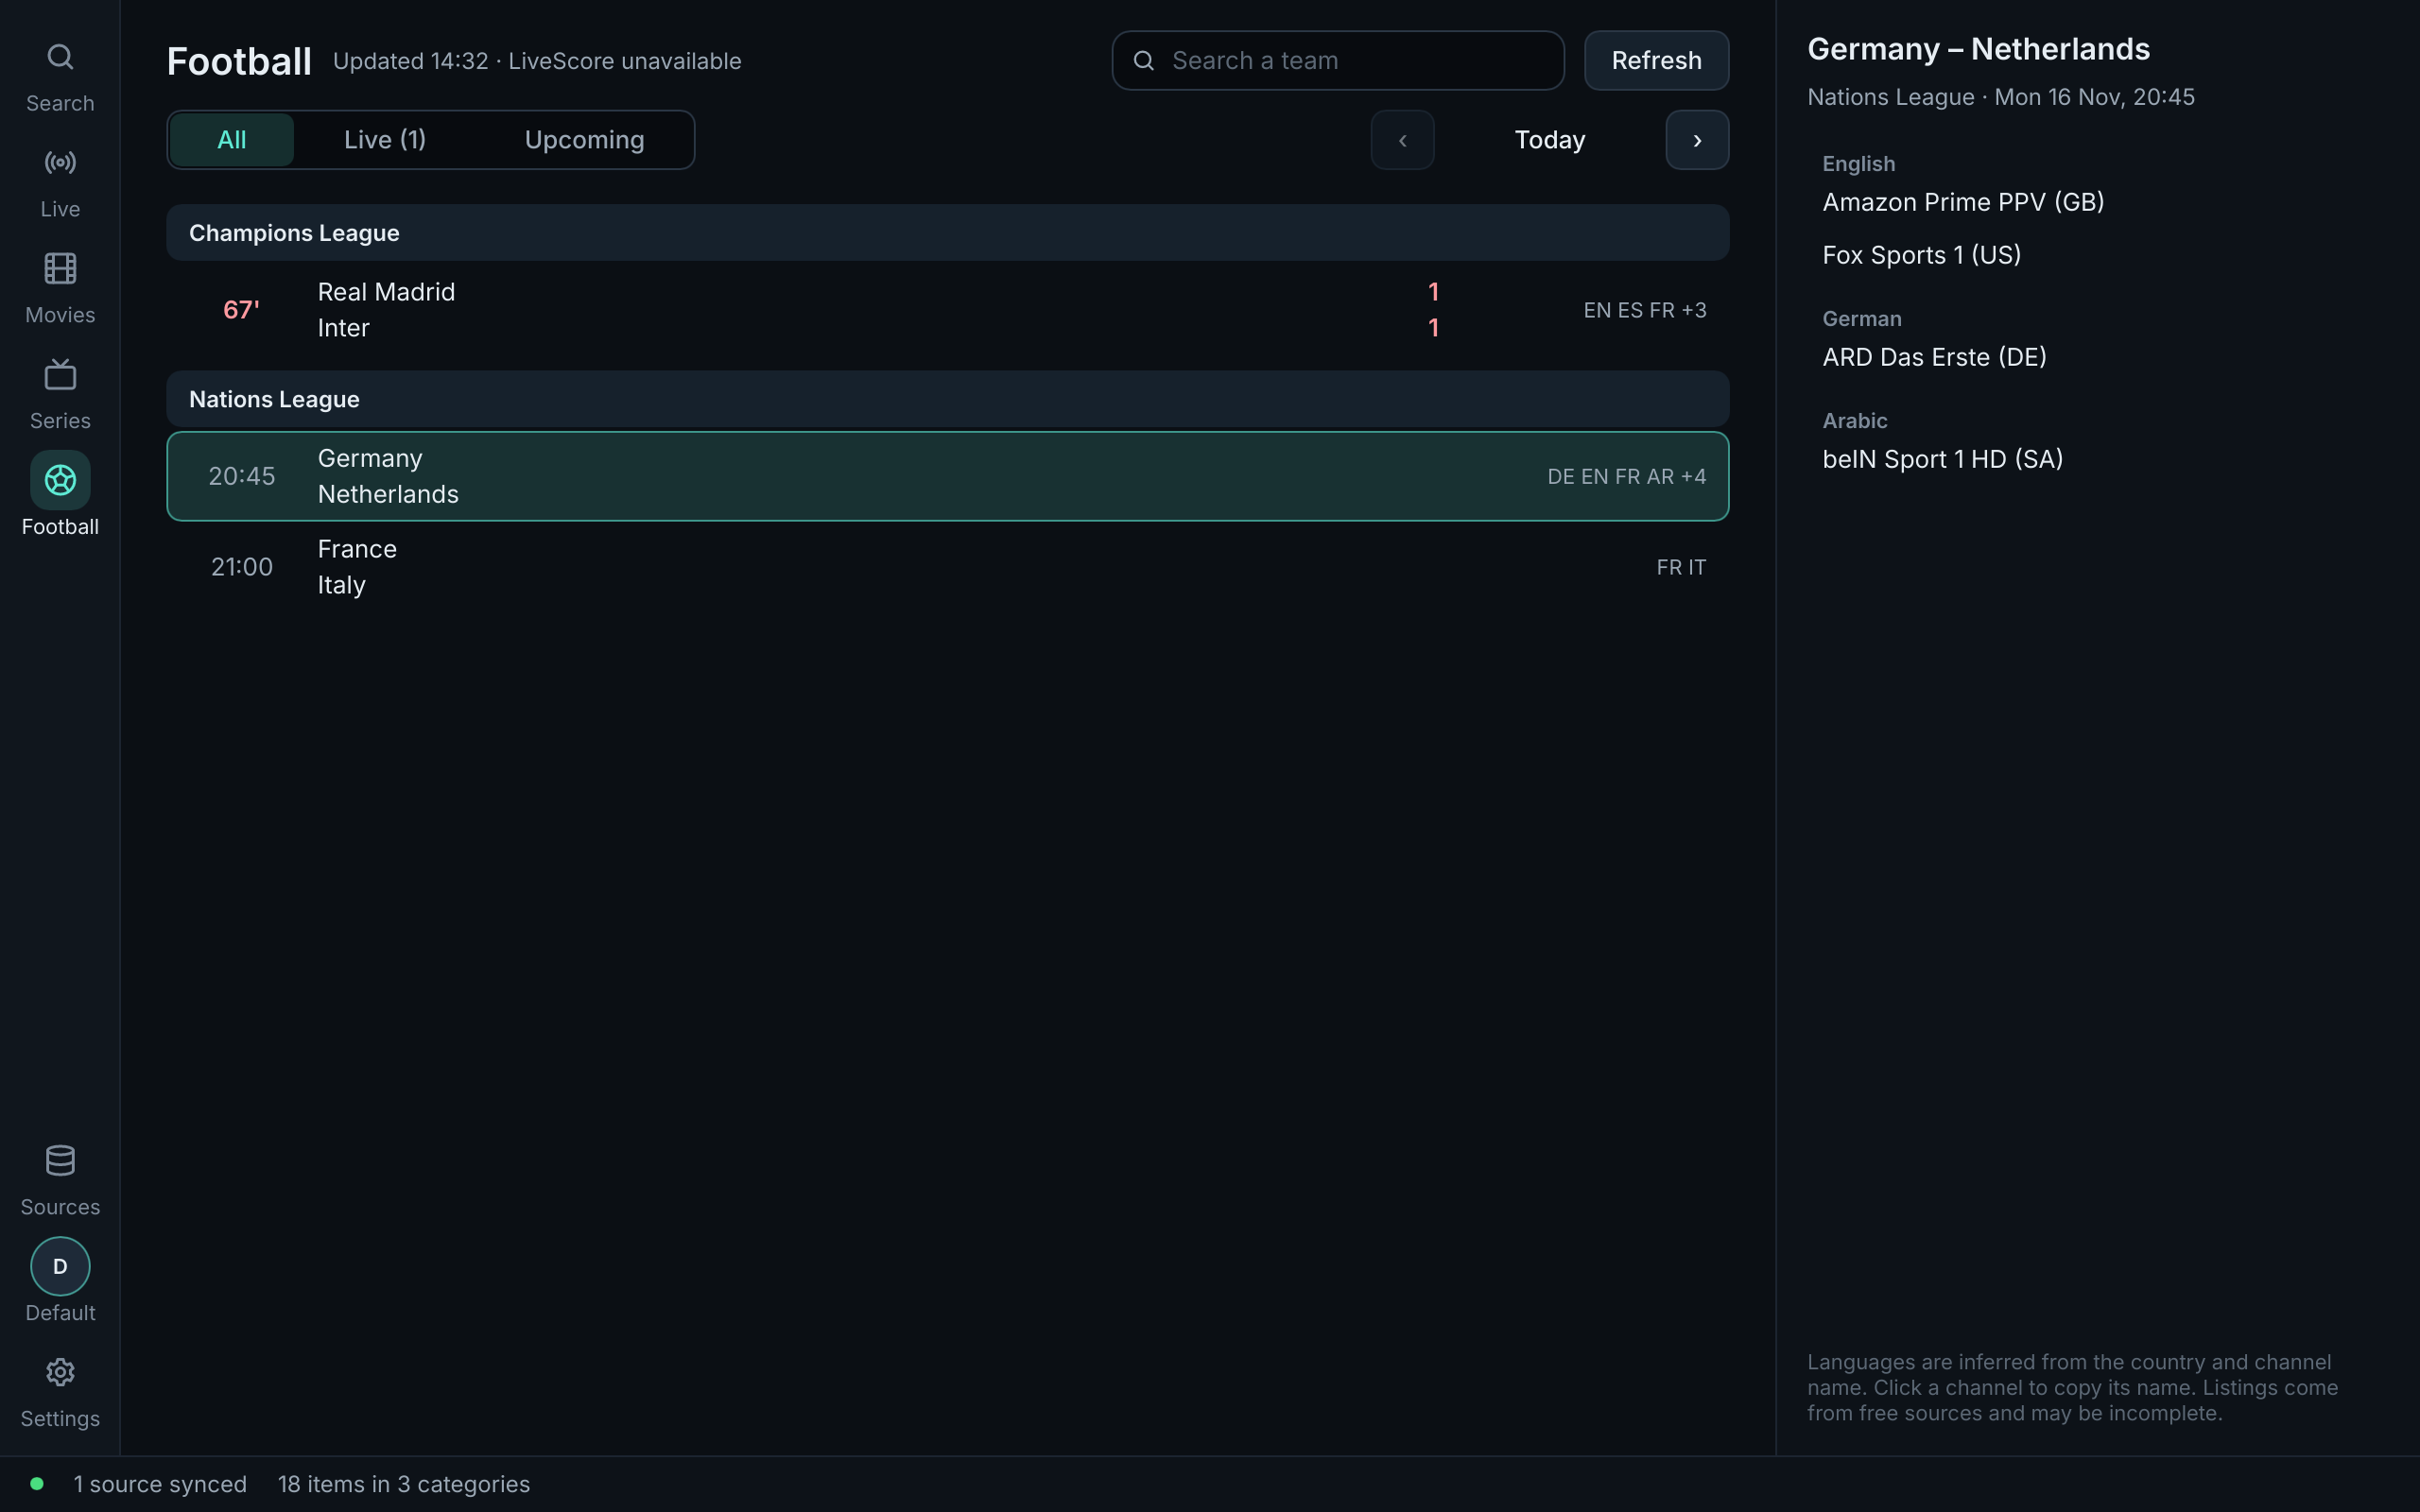 Search
Live
Movies
Series
Football
Sources
D
Default
Settings
Football
Updated 14:32 · LiveScore unavailable
Search a team
Refresh
All
Live (1)
Upcoming
‹
Today
›
Champions League
67'
Real Madrid
1
Inter
1
EN ES FR +3
Nations League
20:45
Germany
Netherlands
DE EN FR AR +4
21:00
France
Italy
FR IT
Germany – Netherlands
Nations League · Mon 16 Nov, 20:45
English
Amazon Prime PPV (GB)
Fox Sports 1 (US)
German
ARD Das Erste (DE)
Arabic
beIN Sport 1 HD (SA)
Languages are inferred from the country and channel
name. Click a channel to copy its name. Listings come
from free sources and may be incomplete.
1 source synced
18 items in 3 categories